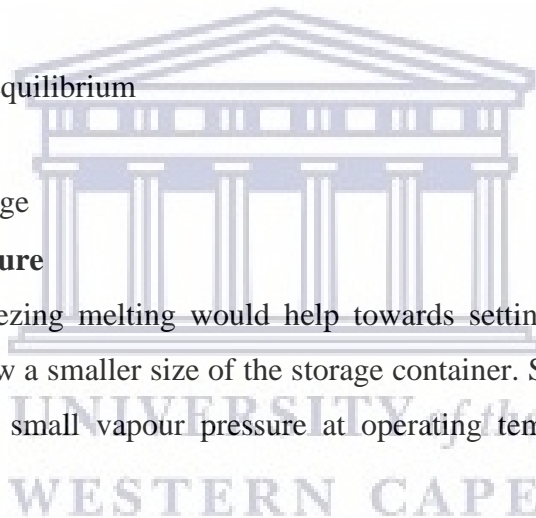 quilibrium
ge
ure
ezing melting would help towards settin
w a smaller size of the storage container. S
UNIVERSITY of the
small vapour pressure at operating tem
WESTERN CAPE